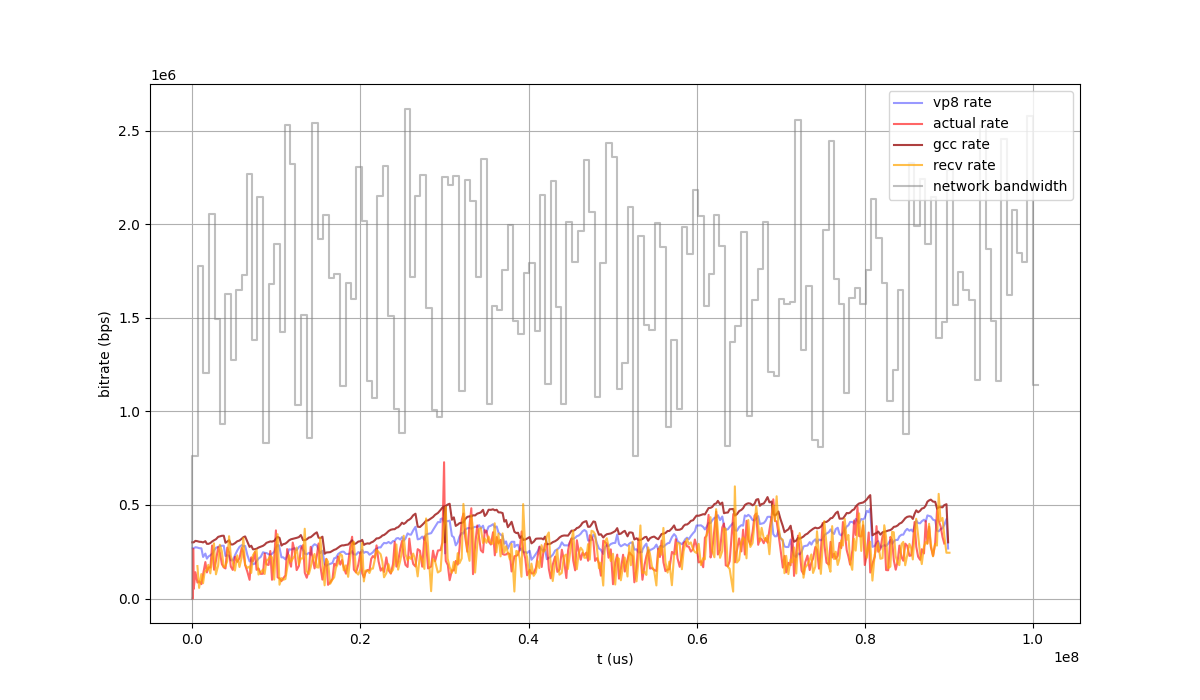 1e6
2.5
2.0
1.5
1.0
0.5
0.0
bitrate (bps)
vp8 rate
actual rate
gcc rate
recv rate
network bandwidth
0.0 0.2 0.4 0.6 0.8 1.0
t (us)
1e8